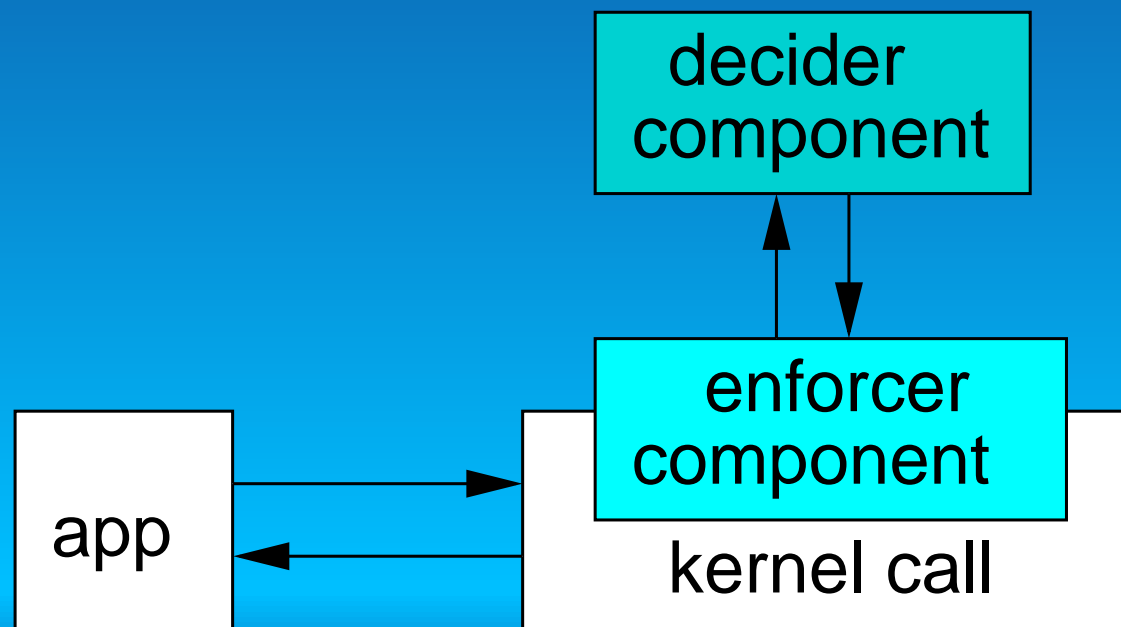 decider
component
enforcer
component
app
kernel call